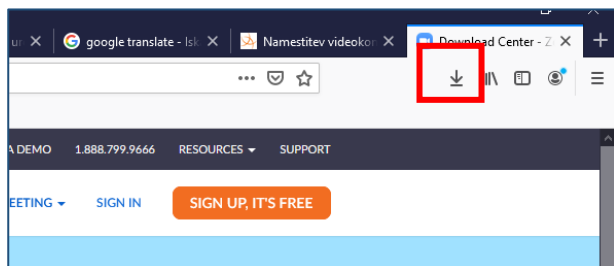 google translate - Isk Namestitev videokon Download Center - Z
A DEMO 1.888.799.9666 RESOURCES SUPPORT
EETING SIGN IN SIGN UP, IT'S FREE